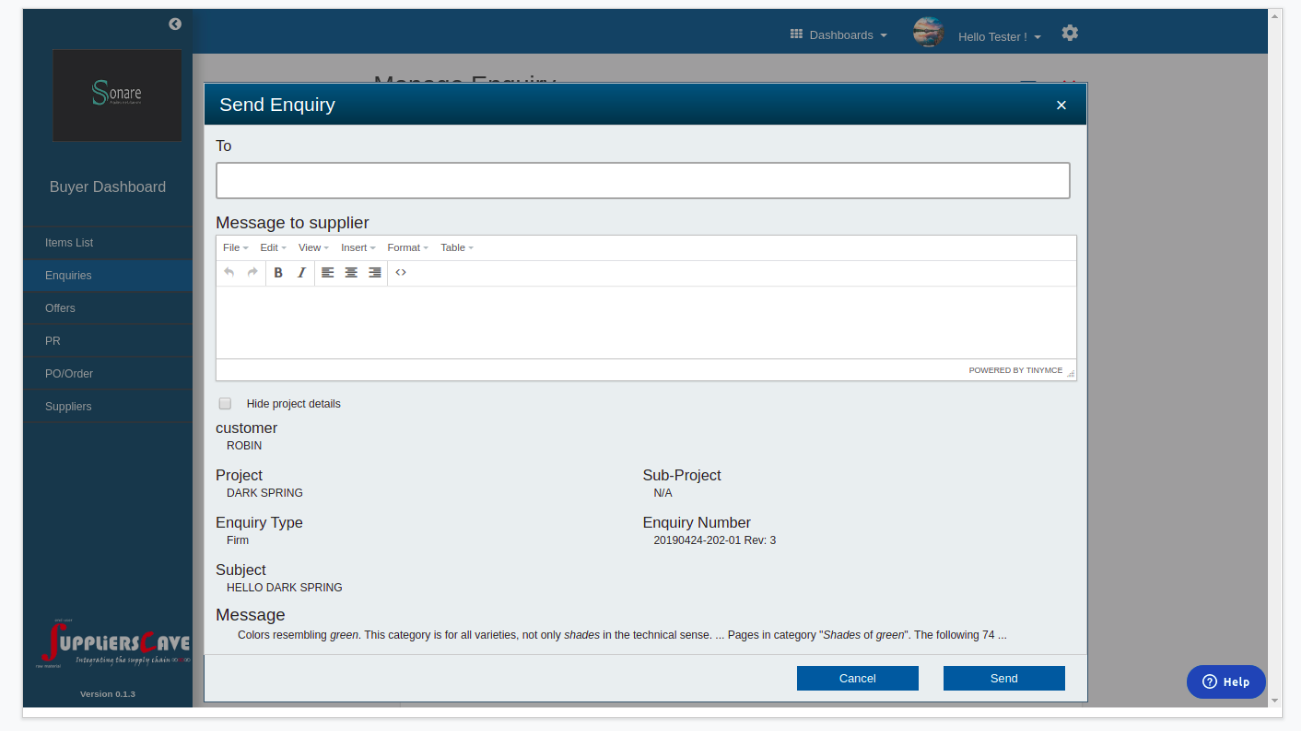 Dashboards
Hello Tester !
Sonare
Manage Enquiry
Send Enquiry
×
To
Buyer Dashboard
Message to supplier
Items List
File Edit View Insert Format Table
Enquiries
B I
<>
Offers
PR
PO/Order
POWERED BY TINYMCE
Suppliers
Hide project details
customer
ROBIN
Project
DARK SPRING
Sub-Project
N/A
Enquiry Type
Firm
Enquiry Number
20190424-202-01 Rev: 3
Subject
HELLO DARK SPRING
Message
Colors resembling green. This category is for all varieties, not only shades in the technical sense. ... Pages in category "Shades of green". The following 74 ...
SUPPLiERS CAVE
Integrating the supply chain
Cancel
Send
Help
Version 0.1.3